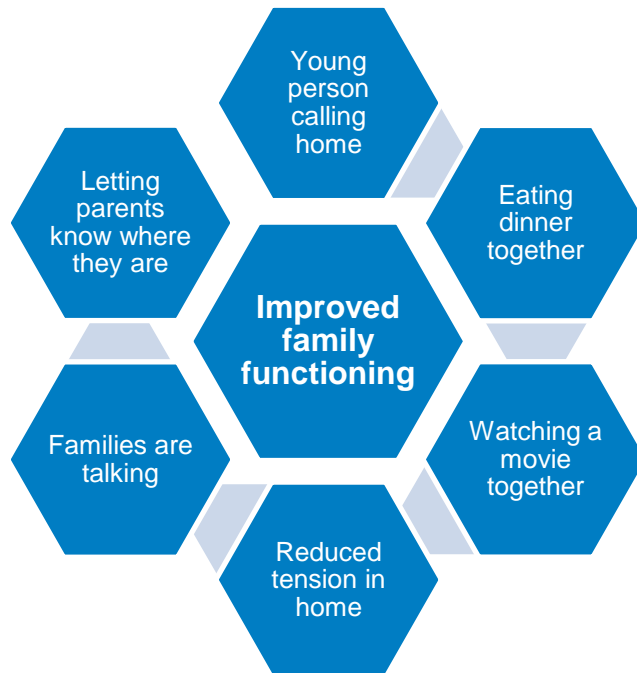 Young
person
calling
home
Letting
parents
know where
they are
Eating
dinner
together
Improved
family
functioning
Families are
talking
Watching a
movie
together
Reduced
tension in
home